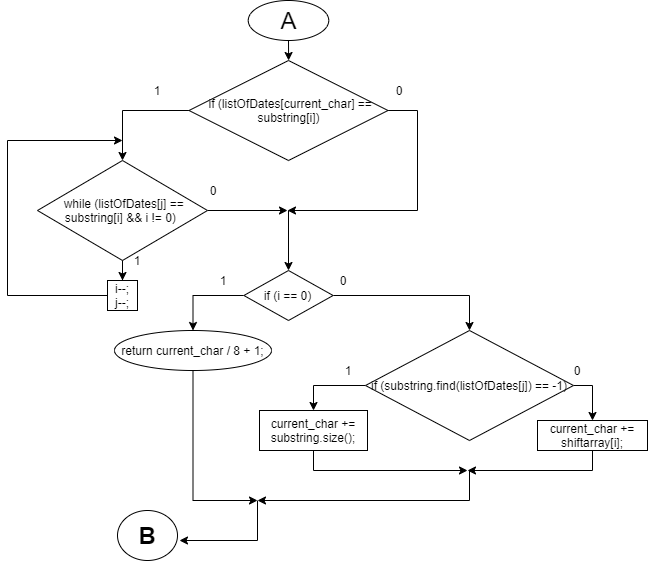 A
1
0
if (listOfDates[current_char] ==
substring[i])
while (listOfDates[j] ==
substring[i] && i != 0)
0
1
i--;
j--;
1
0
if (i == 0)
return current_char / 8 + 1;
1
0
if (substring.find(listOfDates[j]) == -1)
current_char +=
substring.size();
current_char +=
shiftarray[i];
B